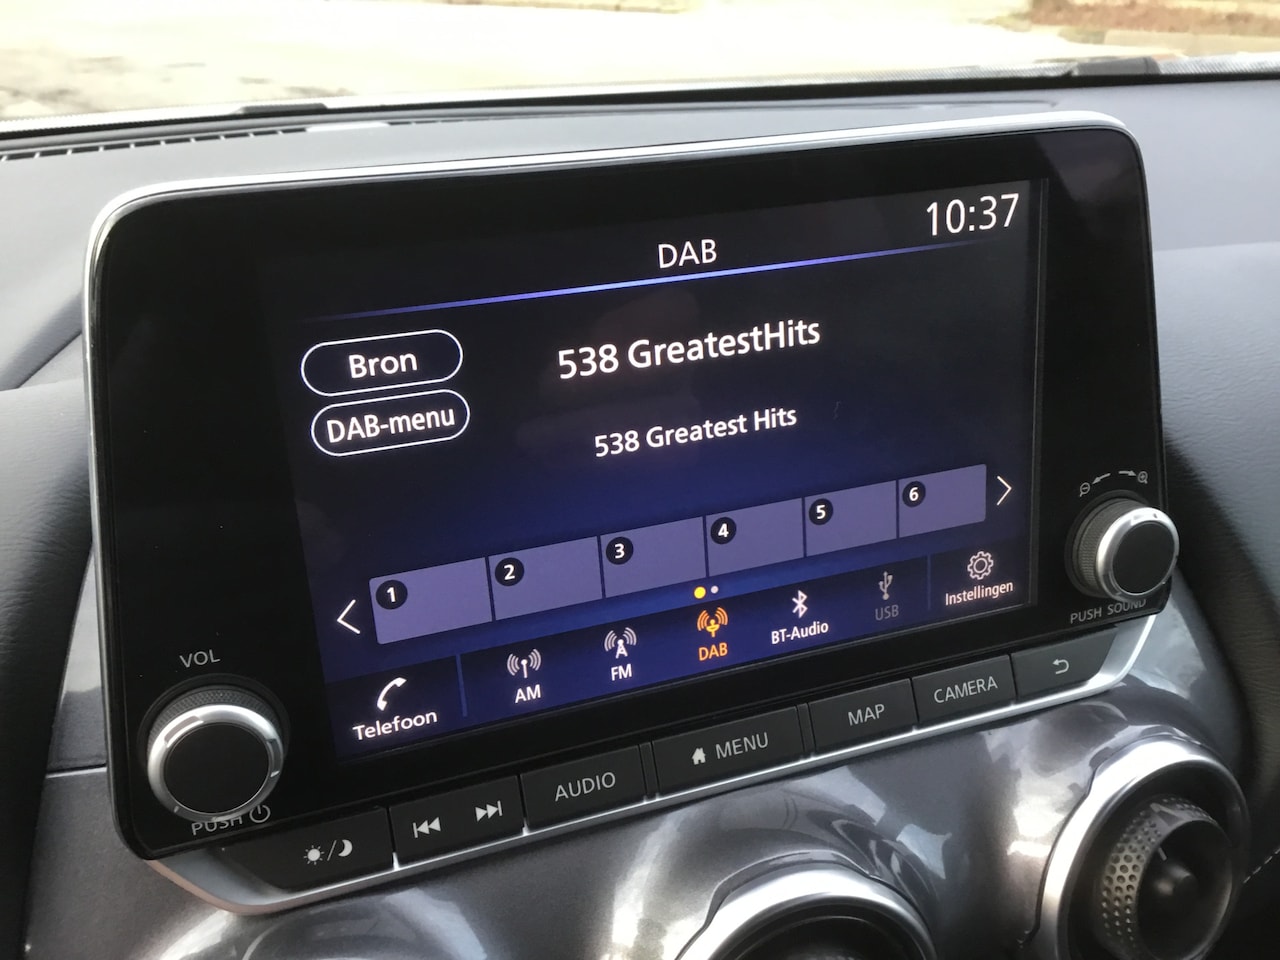 10:37
DAB
Bron
538 GreatestHits
DAB-menu
538 Greatest Hits
1 2 3 4 5 6
Telefoon AM FM DAB BT-Audio USB Instellingen
VOL
PUSH
PUSH SOUND
AUDIO MENU MAP CAMERA